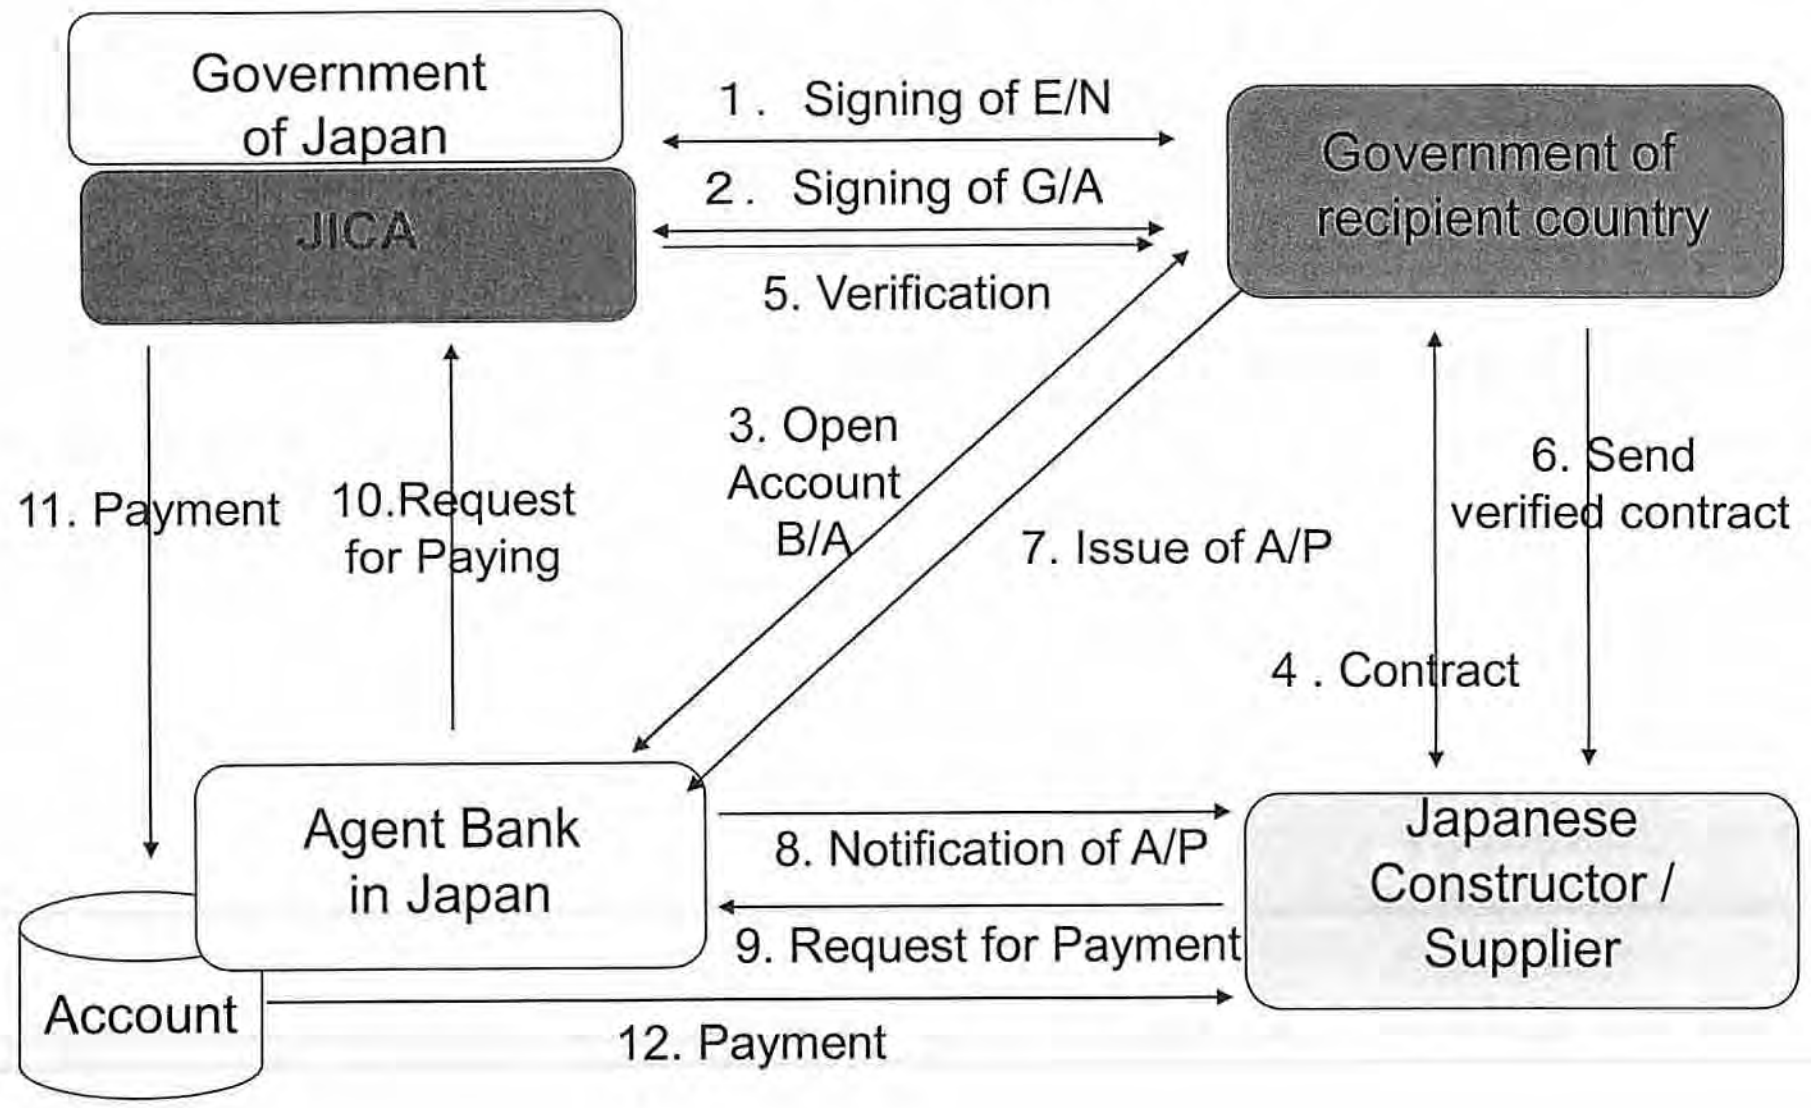 Government
of Japan
JICA
1. Signing of E/N
2. Signing of G/A
5. Verification
Government of
recipient country
3. Open
Account
B/A
7. Issue of A/P
6. Send
verified contract
4 . Contract
11. Payment
10.Request
for Paying
Agent Bank
in Japan
Account
8. Notification of A/P
9. Request for Payment
12. Payment
Japanese
Constructor /
Supplier